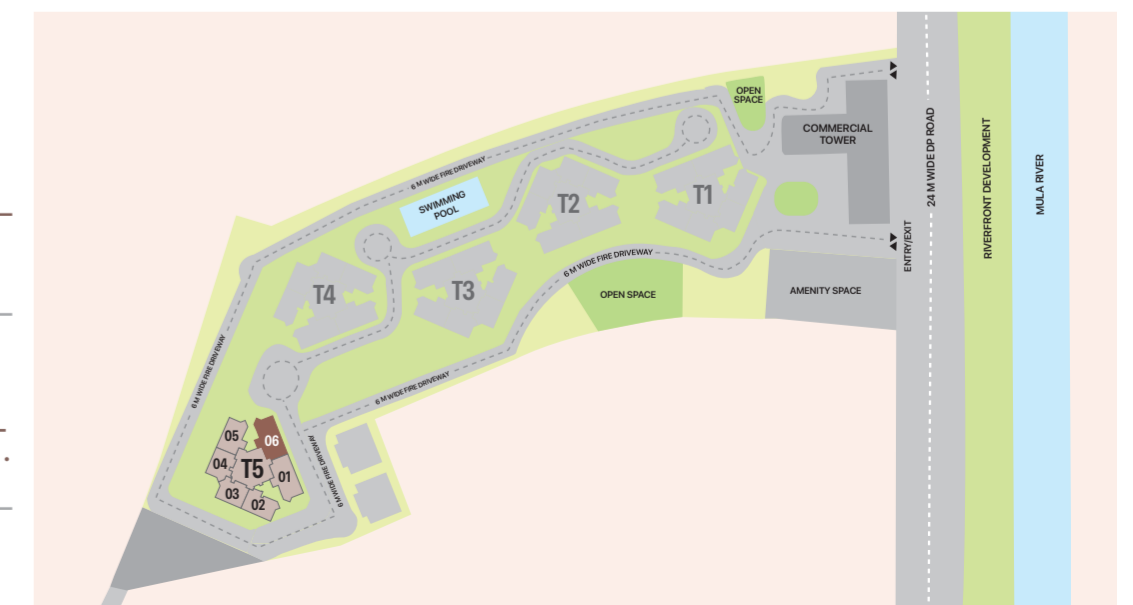 OPEN
SPACE
COMMERCIAL
TOWER
24 M WIDE DP ROAD
RIVERFRONT DEVELOPMENT
MULA RIVER
6 M WIDE FIRE DRIVEWAY
SWIMMING
POOL
T2
T1
ENTRY/EXIT
6 M WIDE FIRE DRIVEWAY
T4
T3
OPEN SPACE
AMENITY SPACE
6 M WIDE FIRE DRIVEWAY
6 M WIDE FIRE DRIVEWAY
05
06
04
T5
01
03
02
6 M WIDE FIRE DRIVEWAY